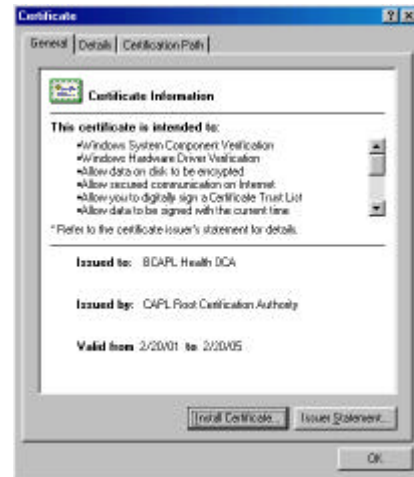 Certificate
General Details Certification Path
Certificate Information
This certificate is intended to:
•Windows System Component Verification
•Windows Hardware Driver Verification
•Allow data on disk to be encrypted
•Allow secured communication on Internet
•Allow you to digitally sign a Certificate Trust List
•Allow data to be signed with the current time
*Refer to the certificate issuer's statement for details.
Issued to: BCAPL Health OCA
Issued by: CAPL Root Certification Authority
Valid from 2/20/01 to 2/20/05
Install Certificate... Issuer Statement...
OK